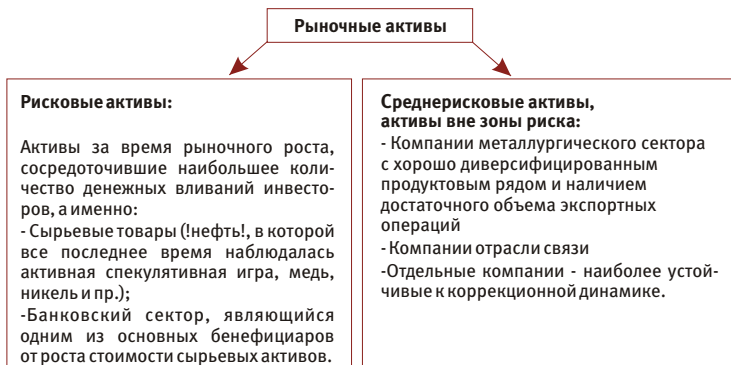 Рыночные активы
Рисковые активы:
Активы за время рыночного роста,
сосредоточившие наибольшее коли-
чество денежных вливаний инвесто-
ров, а именно:
- Сырьевые товары (!нефть!, в которой
все последнее время наблюдалась
активная спекулятивная игра, медь,
никель и пр.);
-Банковский сектор, являющийся
одним из основных бенефициаров
от роста стоимости сырьевых активов.
Среднерисковые активы,
активы вне зоны риска:
- Компании металлургического сектора
с хорошо диверсифицированным
продуктовым рядом и наличием
достаточного объема экспортных
операций
- Компании отрасли связи
-Отдельные компании - наиболее устой-
чивые к коррекционной динамике.